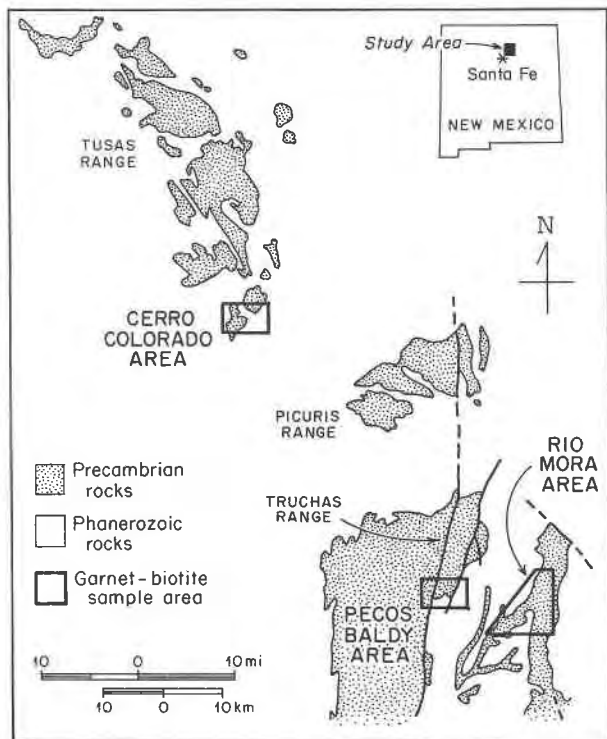 Study Area
Santa Fe
NEW MEXICO
TUSAS
RANGE
N
CERRO
COLORADO
AREA
PICURIS
RANGE
RIO
MORA
AREA
TRUCHAS
RANGE
PECOS
BALDY
AREA
Precambrian
rocks
Phanerozoic
rocks
Garnet-biotite
sample area
10 0 10 mi
10 0 10 km